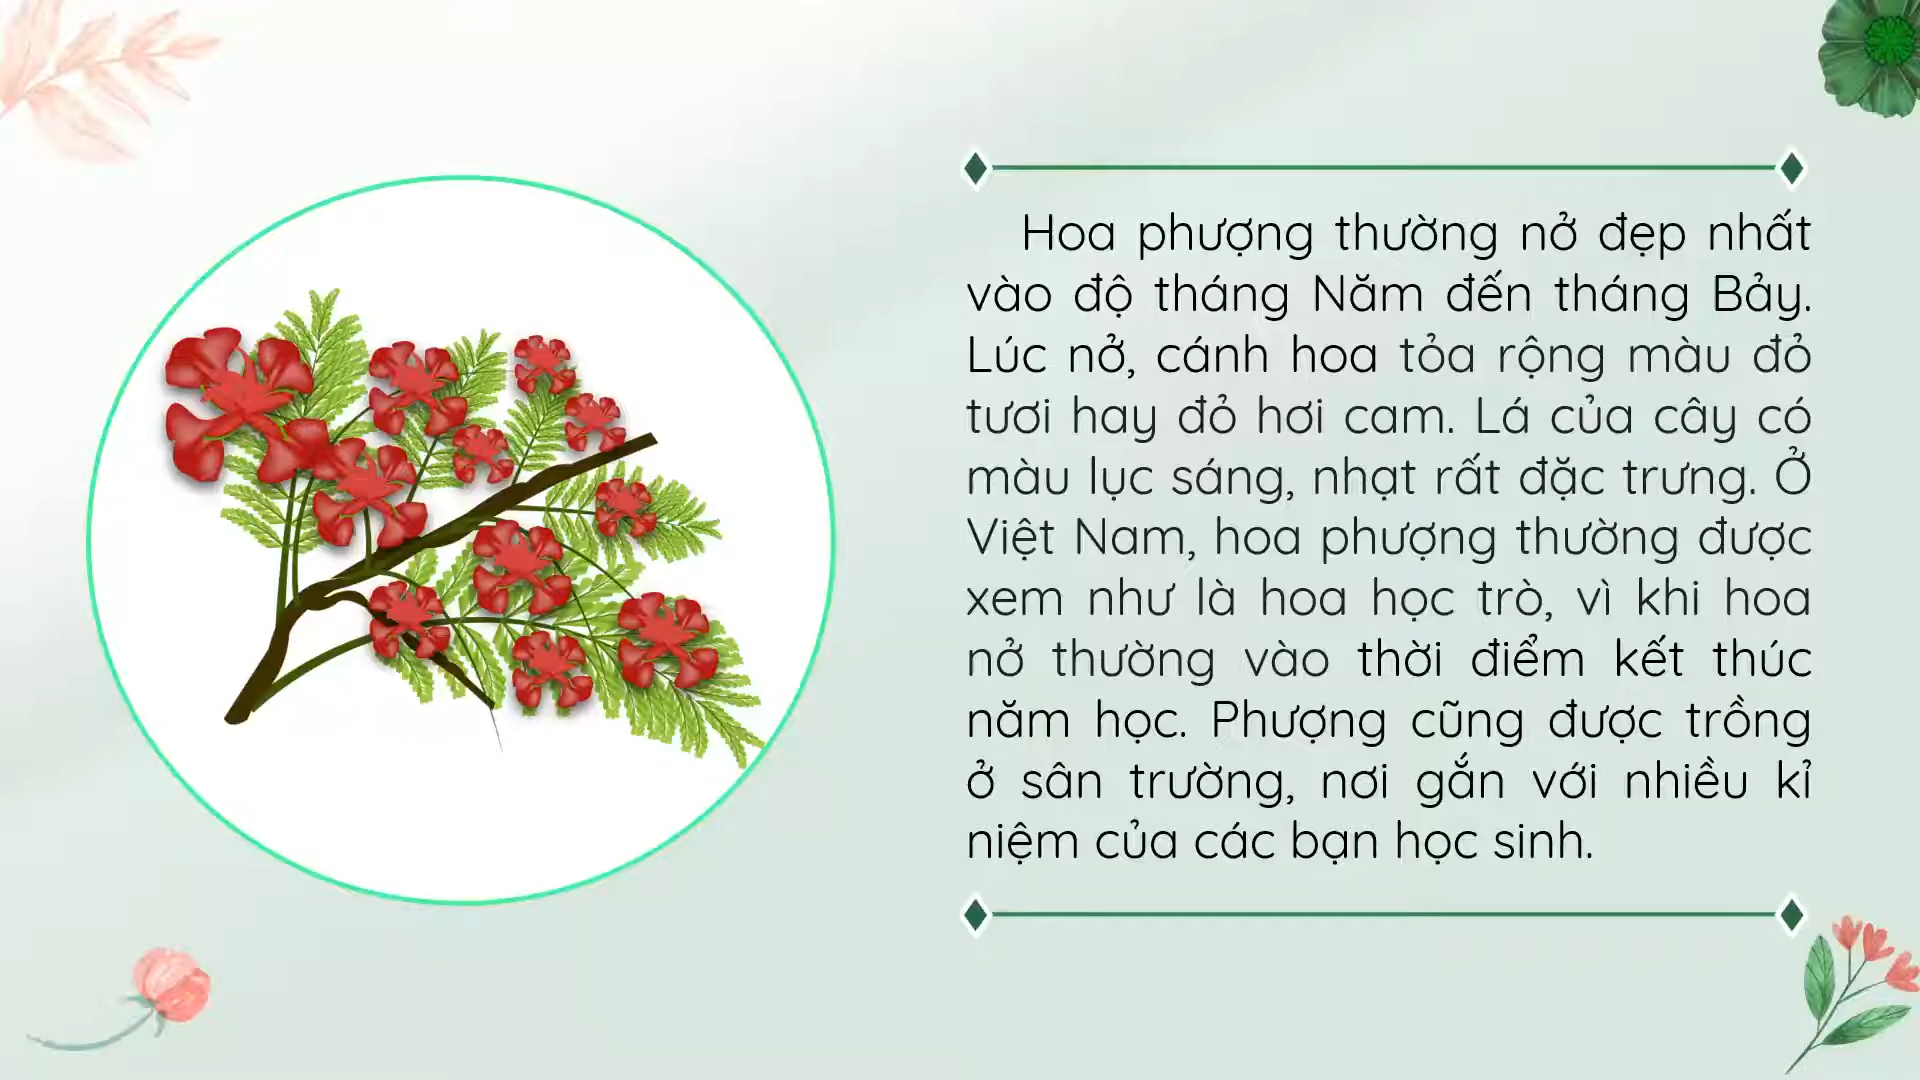 Hoa phượng thường nở đẹp nhất
vào độ tháng Năm đến tháng Bảy.
Lúc nở, cánh hoa tỏa rộng màu đỏ
tươi hay đỏ hơi cam. Lá của cây có
màu lục sáng, nhạt rất đặc trưng. Ở
Việt Nam, hoa phượng thường được
xem như là hoa học trò, vì khi hoa
nở thường vào thời điểm kết thúc
năm học. Phượng cũng được trồng
ở sân trường, nơi gắn với nhiều kỉ
niệm của các bạn học sinh.